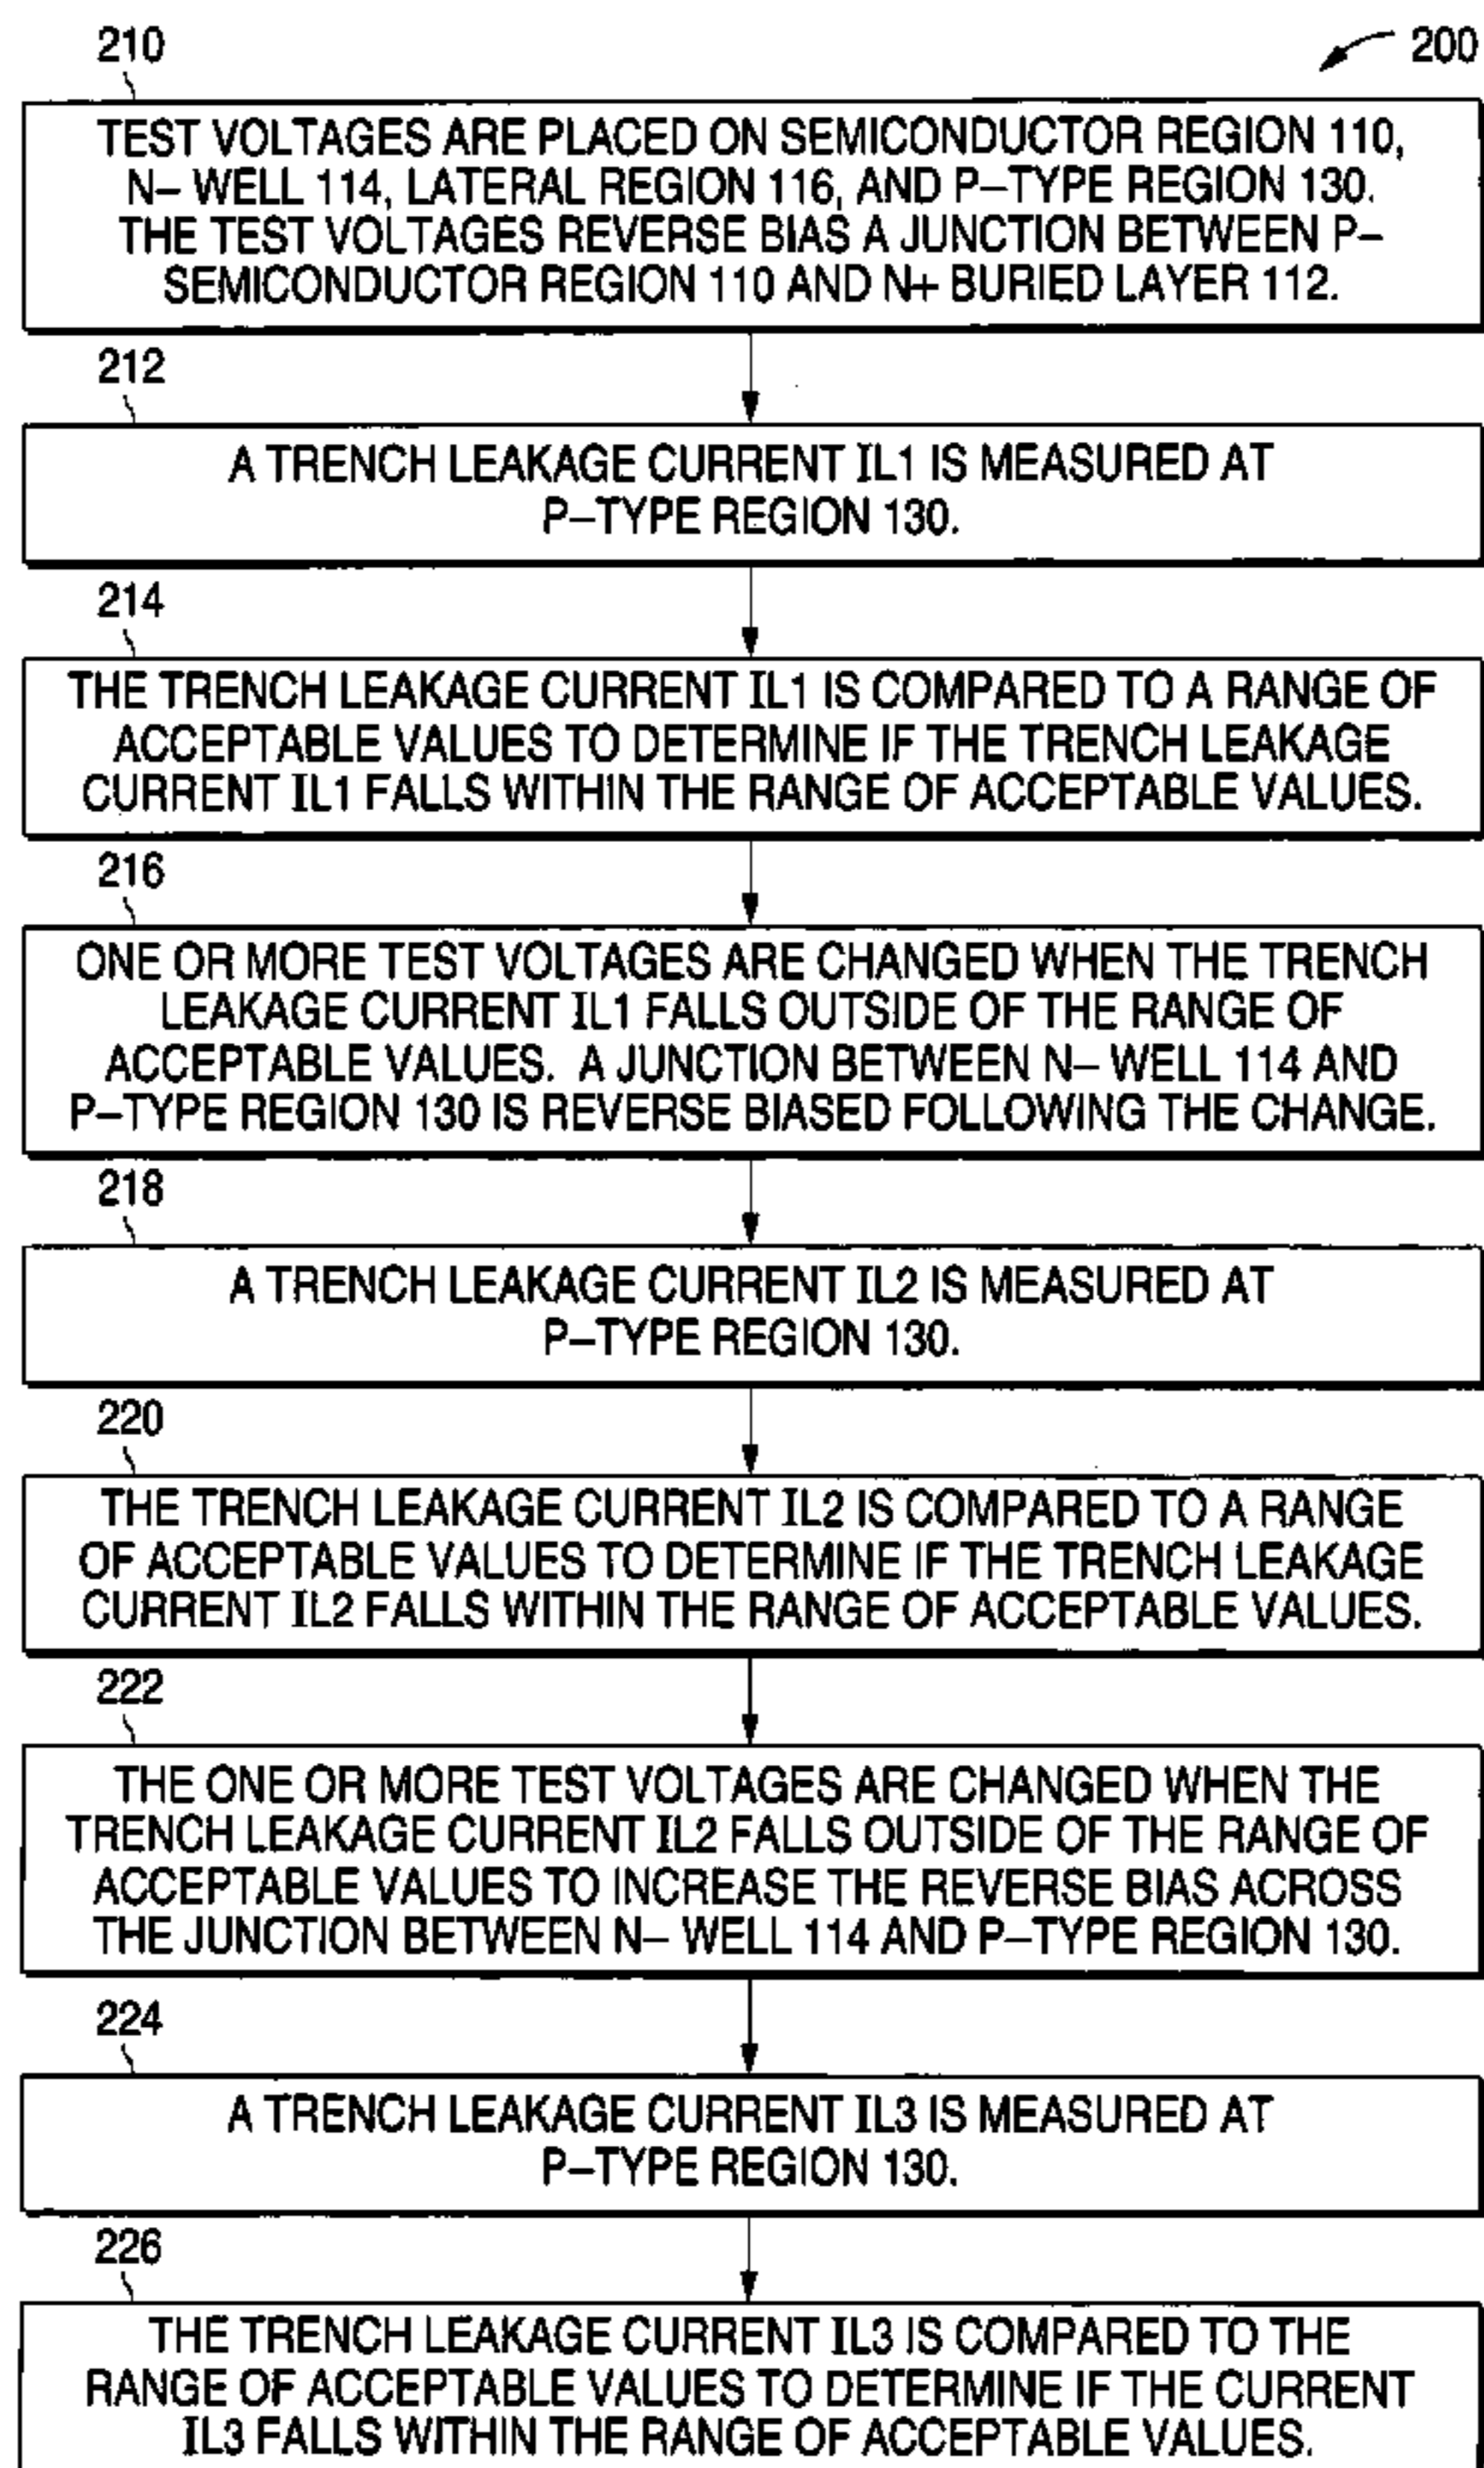 210
200
TEST VOLTAGES ARE PLACED ON SEMICONDUCTOR REGION 110,
N– WELL 114, LATERAL REGION 116, AND P–TYPE REGION 130.
THE TEST VOLTAGES REVERSE BIAS A JUNCTION BETWEEN P–
SEMICONDUCTOR REGION 110 AND N+ BURIED LAYER 112.
212
A TRENCH LEAKAGE CURRENT IL1 IS MEASURED AT
P–TYPE REGION 130.
214
THE TRENCH LEAKAGE CURRENT IL1 IS COMPARED TO A RANGE OF
ACCEPTABLE VALUES TO DETERMINE IF THE TRENCH LEAKAGE
CURRENT IL1 FALLS WITHIN THE RANGE OF ACCEPTABLE VALUES.
216
ONE OR MORE TEST VOLTAGES ARE CHANGED WHEN THE TRENCH
LEAKAGE CURRENT IL1 FALLS OUTSIDE OF THE RANGE OF
ACCEPTABLE VALUES. A JUNCTION BETWEEN N– WELL 114 AND
P–TYPE REGION 130 IS REVERSE BIASED FOLLOWING THE CHANGE.
218
A TRENCH LEAKAGE CURRENT IL2 IS MEASURED AT
P–TYPE REGION 130.
220
THE TRENCH LEAKAGE CURRENT IL2 IS COMPARED TO A RANGE
OF ACCEPTABLE VALUES TO DETERMINE IF THE TRENCH LEAKAGE
CURRENT IL2 FALLS WITHIN THE RANGE OF ACCEPTABLE VALUES.
222
THE ONE OR MORE TEST VOLTAGES ARE CHANGED WHEN THE
TRENCH LEAKAGE CURRENT IL2 FALLS OUTSIDE OF THE RANGE OF
ACCEPTABLE VALUES TO INCREASE THE REVERSE BIAS ACROSS
THE JUNCTION BETWEEN N– WELL 114 AND P–TYPE REGION 130.
224
A TRENCH LEAKAGE CURRENT IL3 IS MEASURED AT
P–TYPE REGION 130.
226
THE TRENCH LEAKAGE CURRENT IL3 IS COMPARED TO THE
RANGE OF ACCEPTABLE VALUES TO DETERMINE IF THE CURRENT
IL3 FALLS WITHIN THE RANGE OF ACCEPTABLE VALUES.